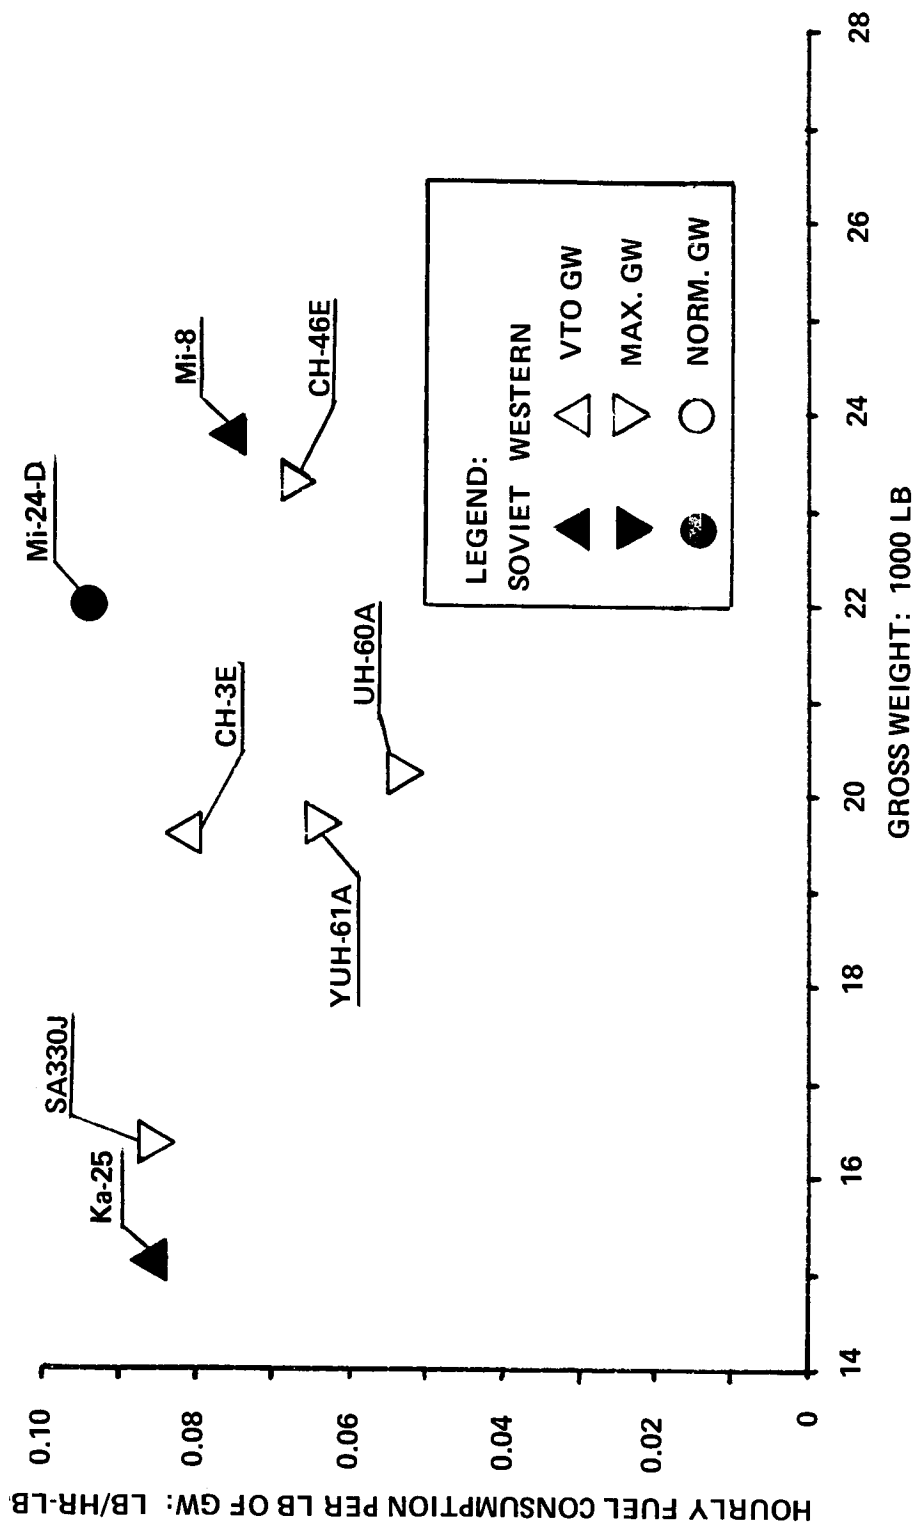 HOURLY FUEL CONSUMPTION PER LB OF GW: LB/HR-LB
0.10
0.08
0.06
0.04
0.02
0
Ka-25
SA330J
CH-3E
Mi-24-D
Mi-8
CH-46E
YUH-61A
UH-60A
LEGEND:
SOVIET WESTERN
VTO GW
MAX. GW
NORM. GW
14 16 18 20 22 24 26 28
GROSS WEIGHT: 1000 LB